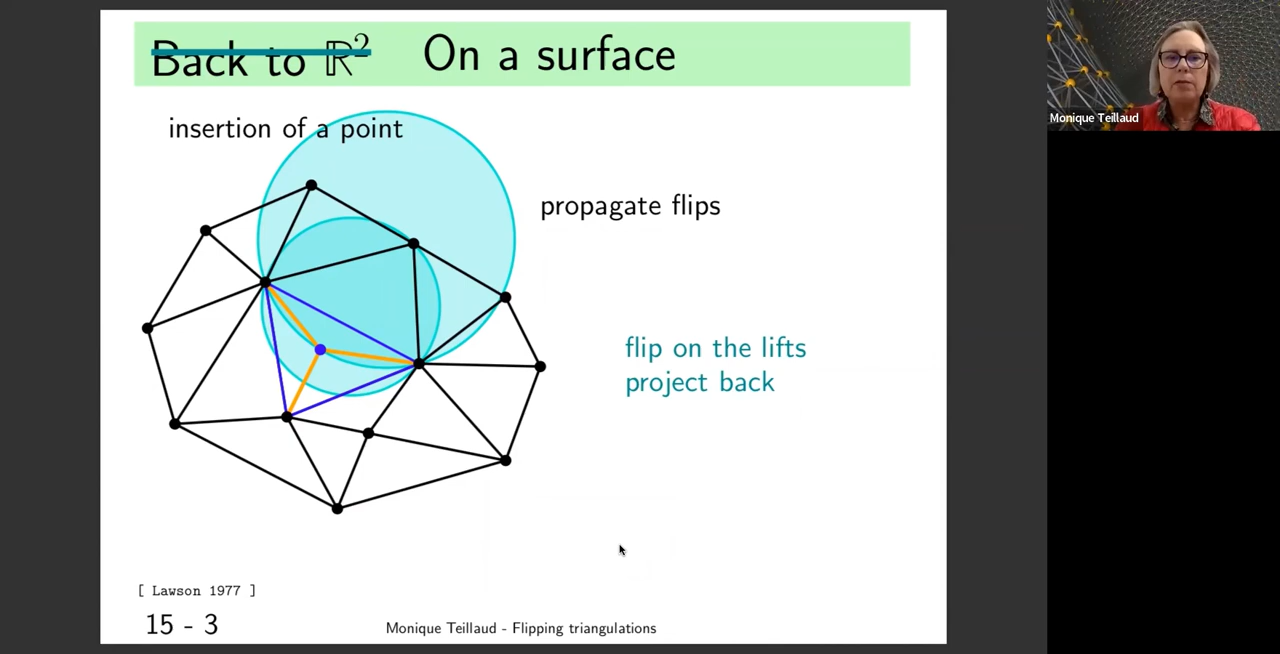 Back to ℝ² On a surface
insertion of a point
propagate flips
flip on the lifts
project back
[ Lawson 1977 ]
15 - 3
Monique Teillaud - Flipping triangulations
Monique Teillaud